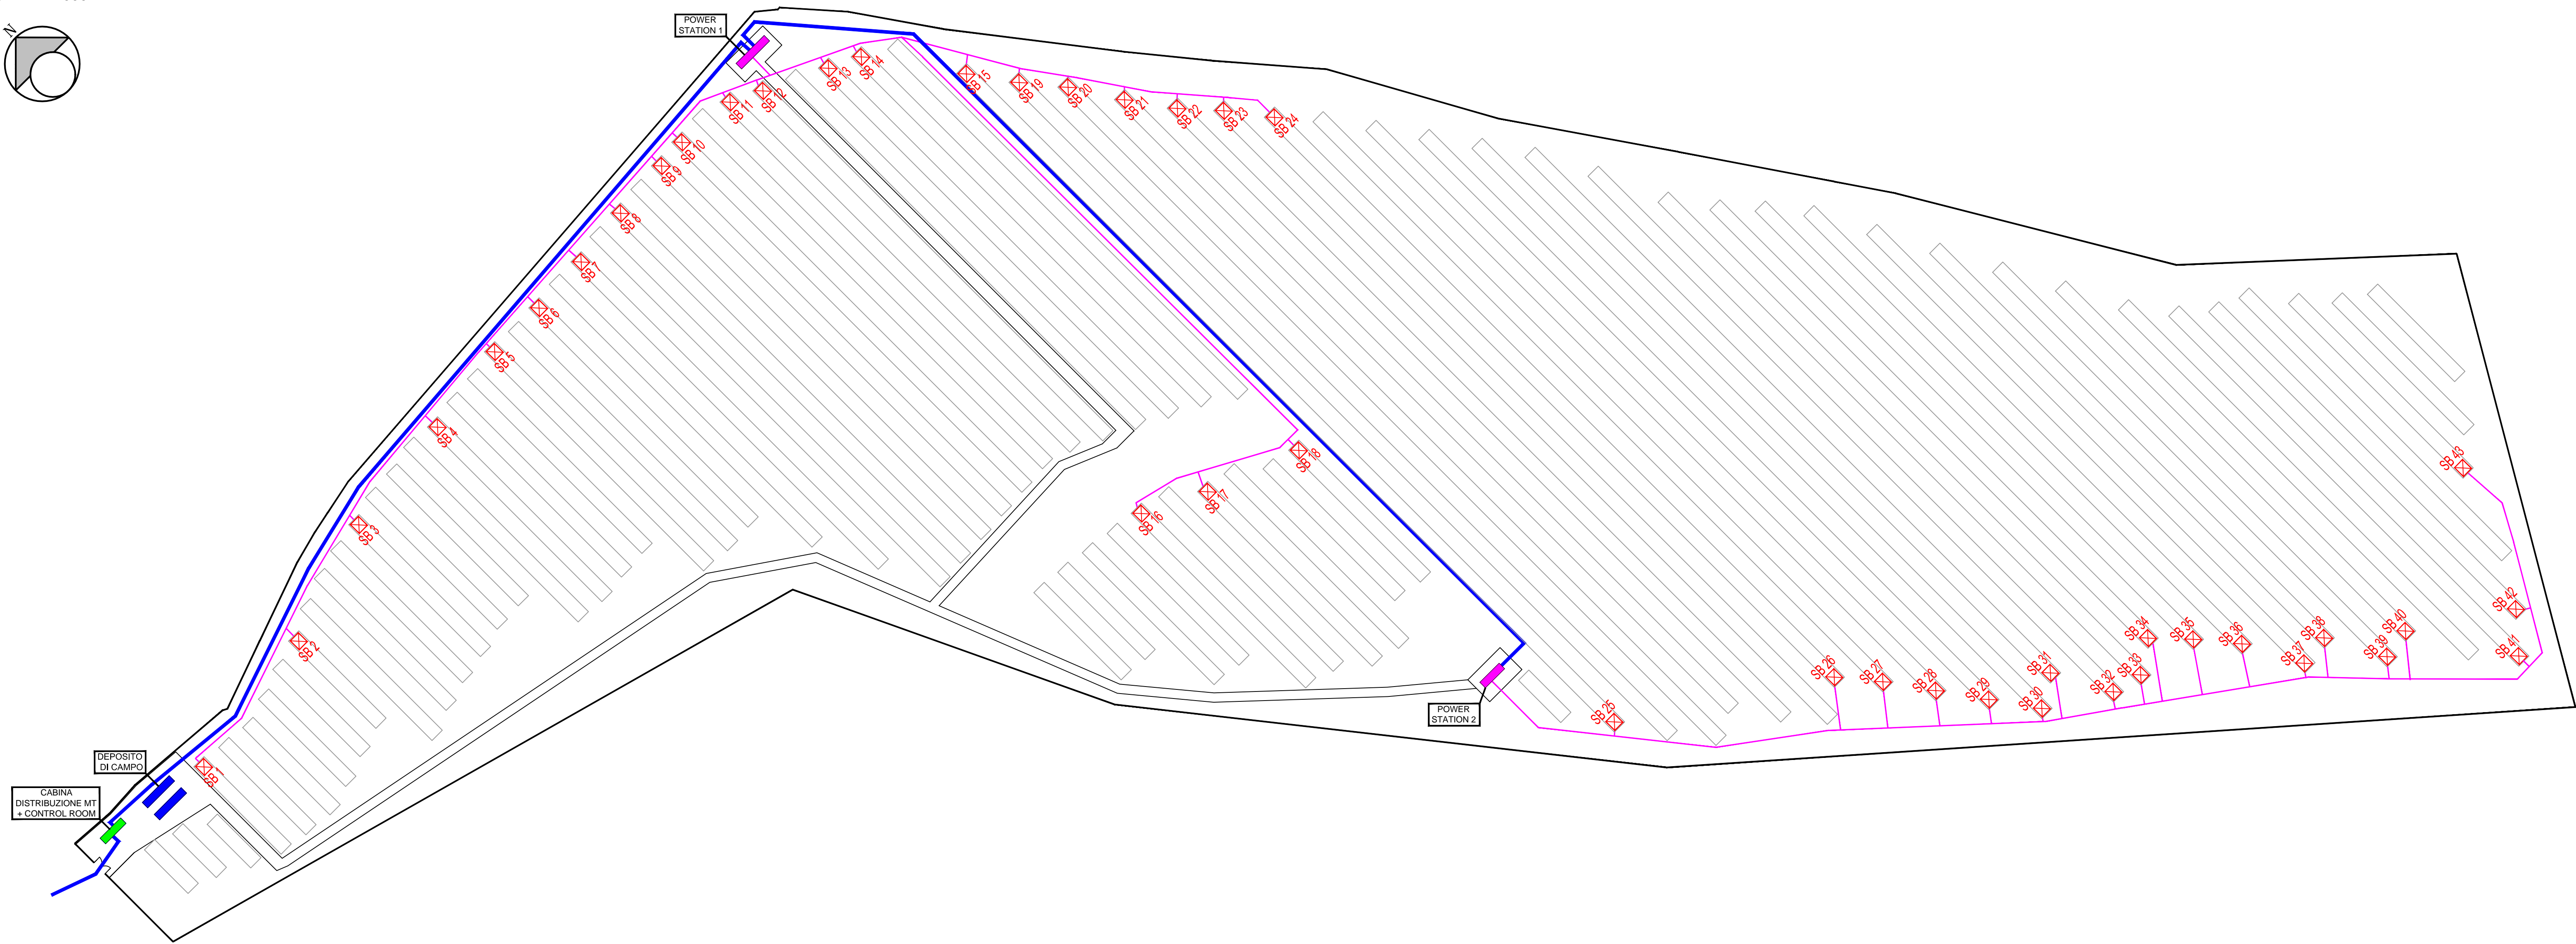 N
POWER
STATION 1
SB 14
SB 13
SB 15
SB 12
SB 19
SB 20
SB 11
SB 21
SB 22
SB 23
SB 24
SB 10
SB 9
SB 8
SB 7
SB 6
SB 5
SB 4
SB 18
SB 43
SB 17
SB 16
SB 3
SB 42
SB 2
SB 34
SB 35
SB 36
SB 38
SB 40
SB 37
SB 39
SB 41
SB 26
SB 27
SB 28
SB 29
SB 30
SB 31
SB 32
SB 33
SB 25
POWER
STATION 2
SB 1
DEPOSITO
DI CAMPO
CABINA
DISTRIBUZIONE MT
+ CONTROL ROOM